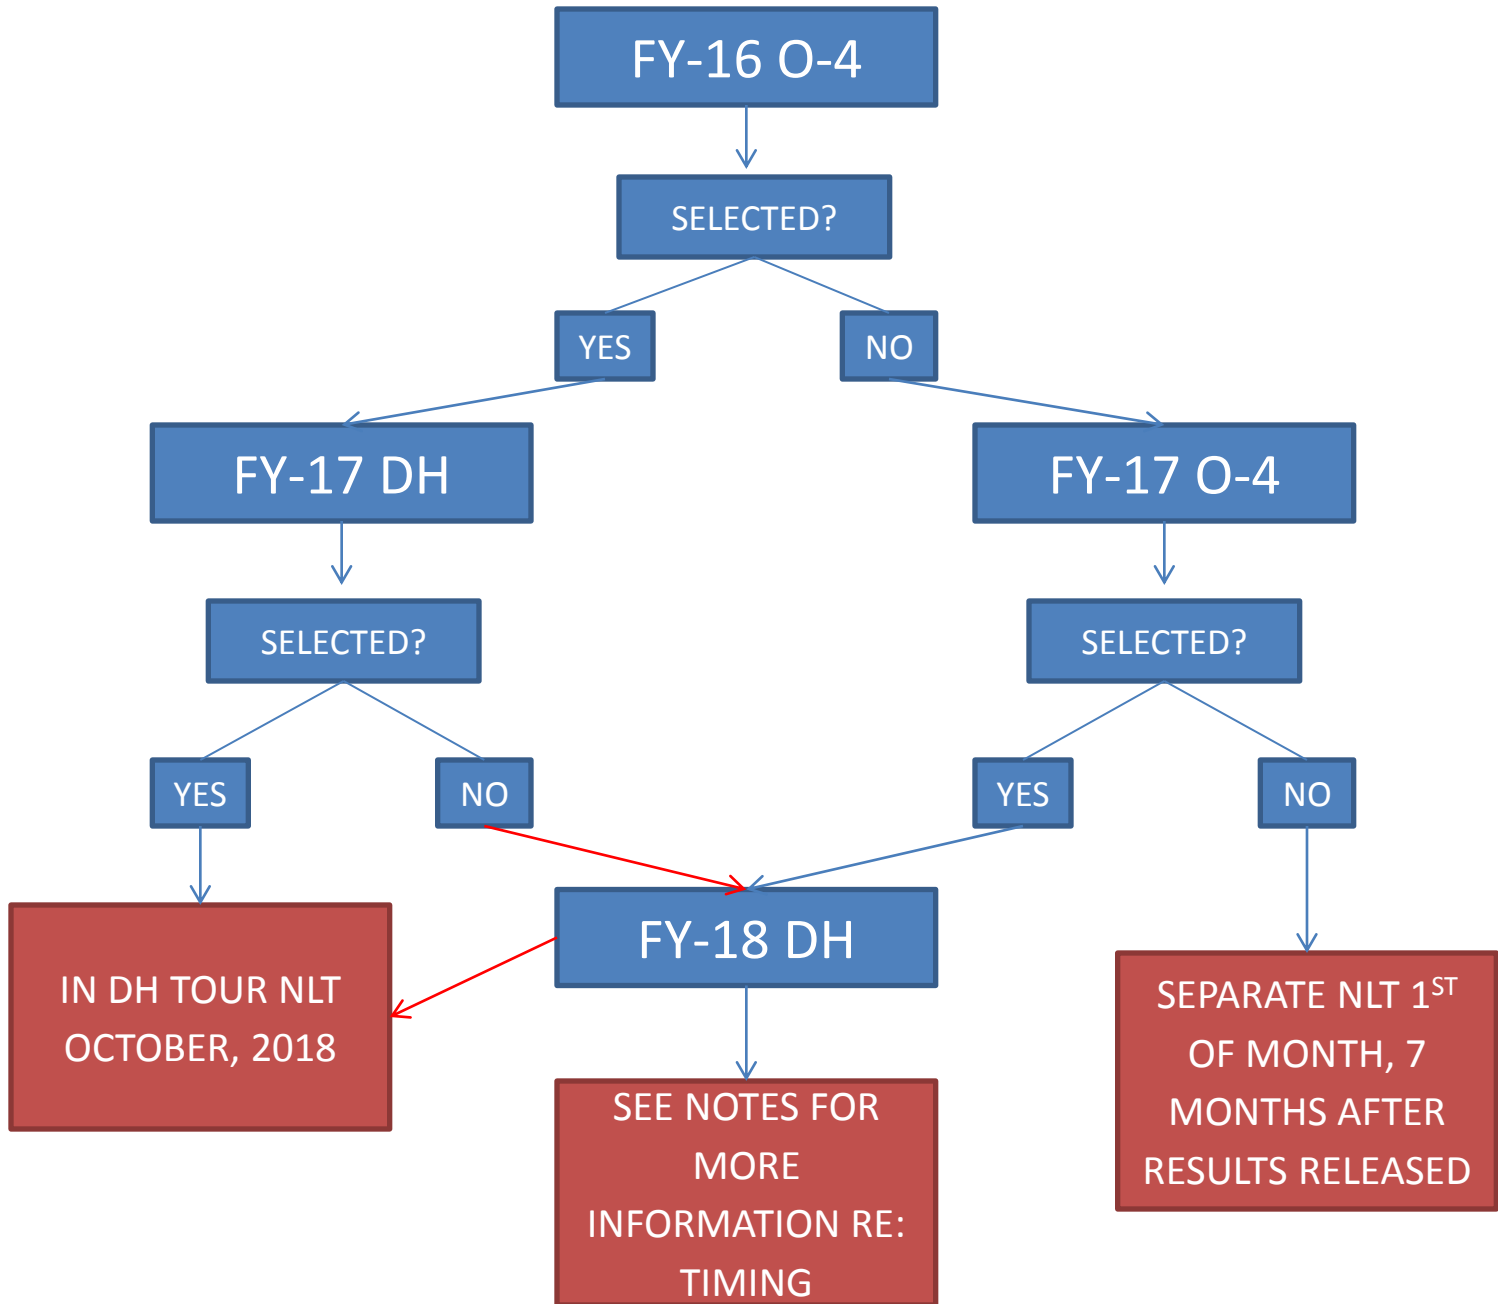 FY-16 O-4
SELECTED?
YES
NO
FY-17 DH
FY-17 O-4
SELECTED?
SELECTED?
YES
NO
YES
NO
FY-18 DH
IN DH TOUR NLT
OCTOBER, 2018
SEPARATE NLT 1ST
OF MONTH, 7
MONTHS AFTER
RESULTS RELEASED
SEE NOTES FOR
MORE
INFORMATION RE:
TIMING